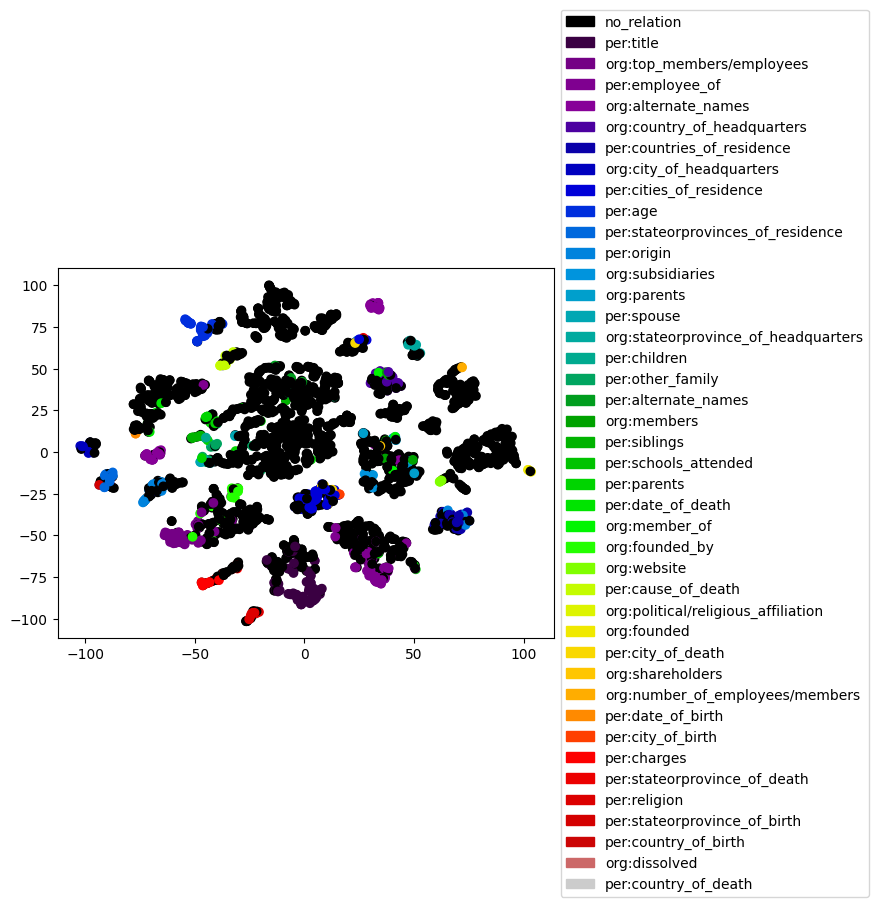 no_relation
per:title
org:top_members/employees
per:employee_of
org:alternate_names
org:country_of_headquarters
per:countries_of_residence
org:city_of_headquarters
per:cities_of_residence
per:age
per:stateorprovinces_of_residence
per:origin
org:subsidiaries
org:parents
per:spouse
org:stateorprovince_of_headquarters
per:children
per:other_family
per:alternate_names
org:members
per:siblings
per:schools_attended
per:parents
per:date_of_death
org:member_of
org:founded_by
org:website
per:cause_of_death
org:political/religious_affiliation
org:founded
per:city_of_death
org:shareholders
org:number_of_employees/members
per:date_of_birth
per:city_of_birth
per:charges
per:stateorprovince_of_death
per:religion
per:stateorprovince_of_birth
per:country_of_birth
org:dissolved
per:country_of_death
100
75
50
25
0
−25
−50
−75
−100
−100 −50 0 50 100